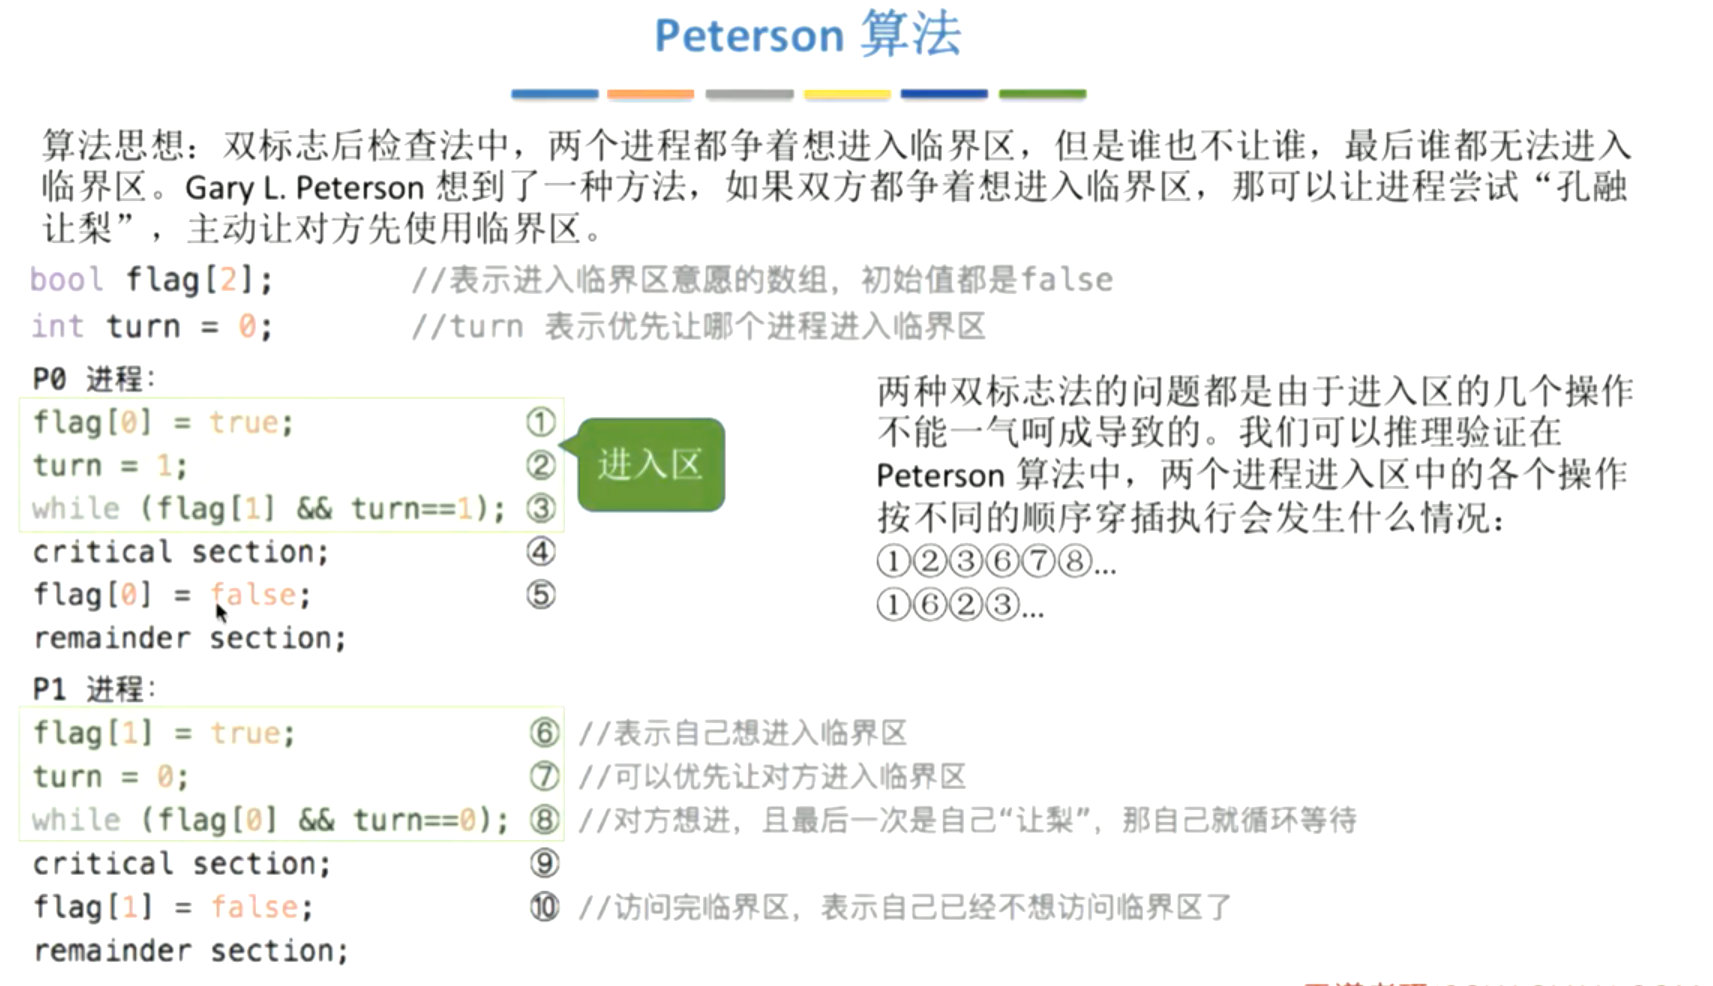 Peterson 算法
算法思想：双标志后检查法中，两个进程都争着想进入临界区，但是谁也不让谁，最后谁都无法进入
临界区。Gary L. Peterson 想到了一种方法，如果双方都争着想进入临界区，那可以让进程尝试“孔融
让梨”，主动让对方先使用临界区。
bool flag[2]; //表示进入临界区意愿的数组，初始值都是false
int turn = 0; //turn 表示优先让哪个进程进入临界区
P0 进程：
flag[0] = true; ①
turn = 1; ②
while (flag[1] && turn==1); ③
critical section; ④
flag[0] = false; ⑤
remainder section;
进入区
两种双标志法的问题都是由于进入区的几个操作
不能一气呵成导致的。我们可以推理验证在
Peterson 算法中，两个进程进入区中的各个操作
按不同的顺序穿插执行会发生什么情况：
①②③⑥⑦⑧...
①⑥②③...
P1 进程：
flag[1] = true; ⑥ //表示自己想进入临界区
turn = 0; ⑦ //可以优先让对方进入临界区
while (flag[0] && turn==0); ⑧ //对方想进，且最后一次是自己“让梨”，那自己就循环等待
critical section; ⑨
flag[1] = false; ⑩ //访问完临界区，表示自己已经不想访问临界区了
remainder section;